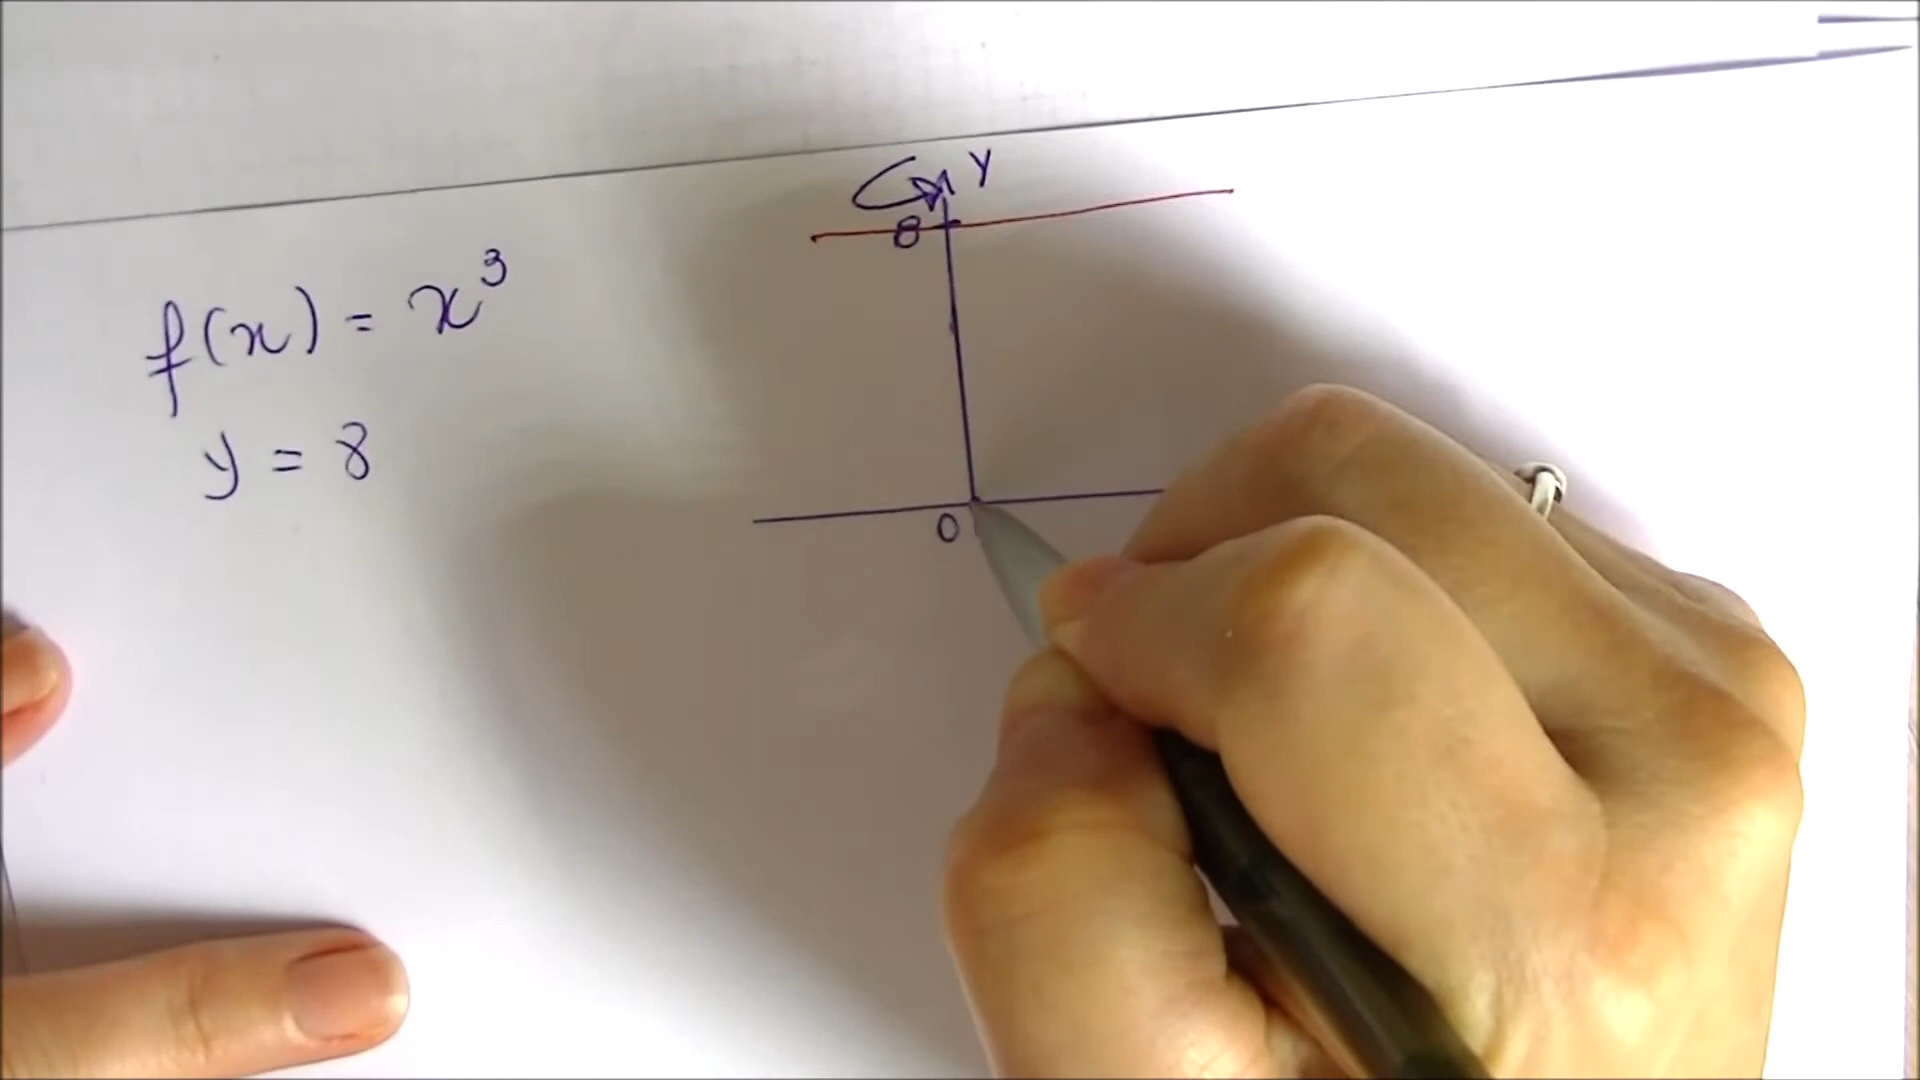 f(x) = x³
y = 8
Y
8
0